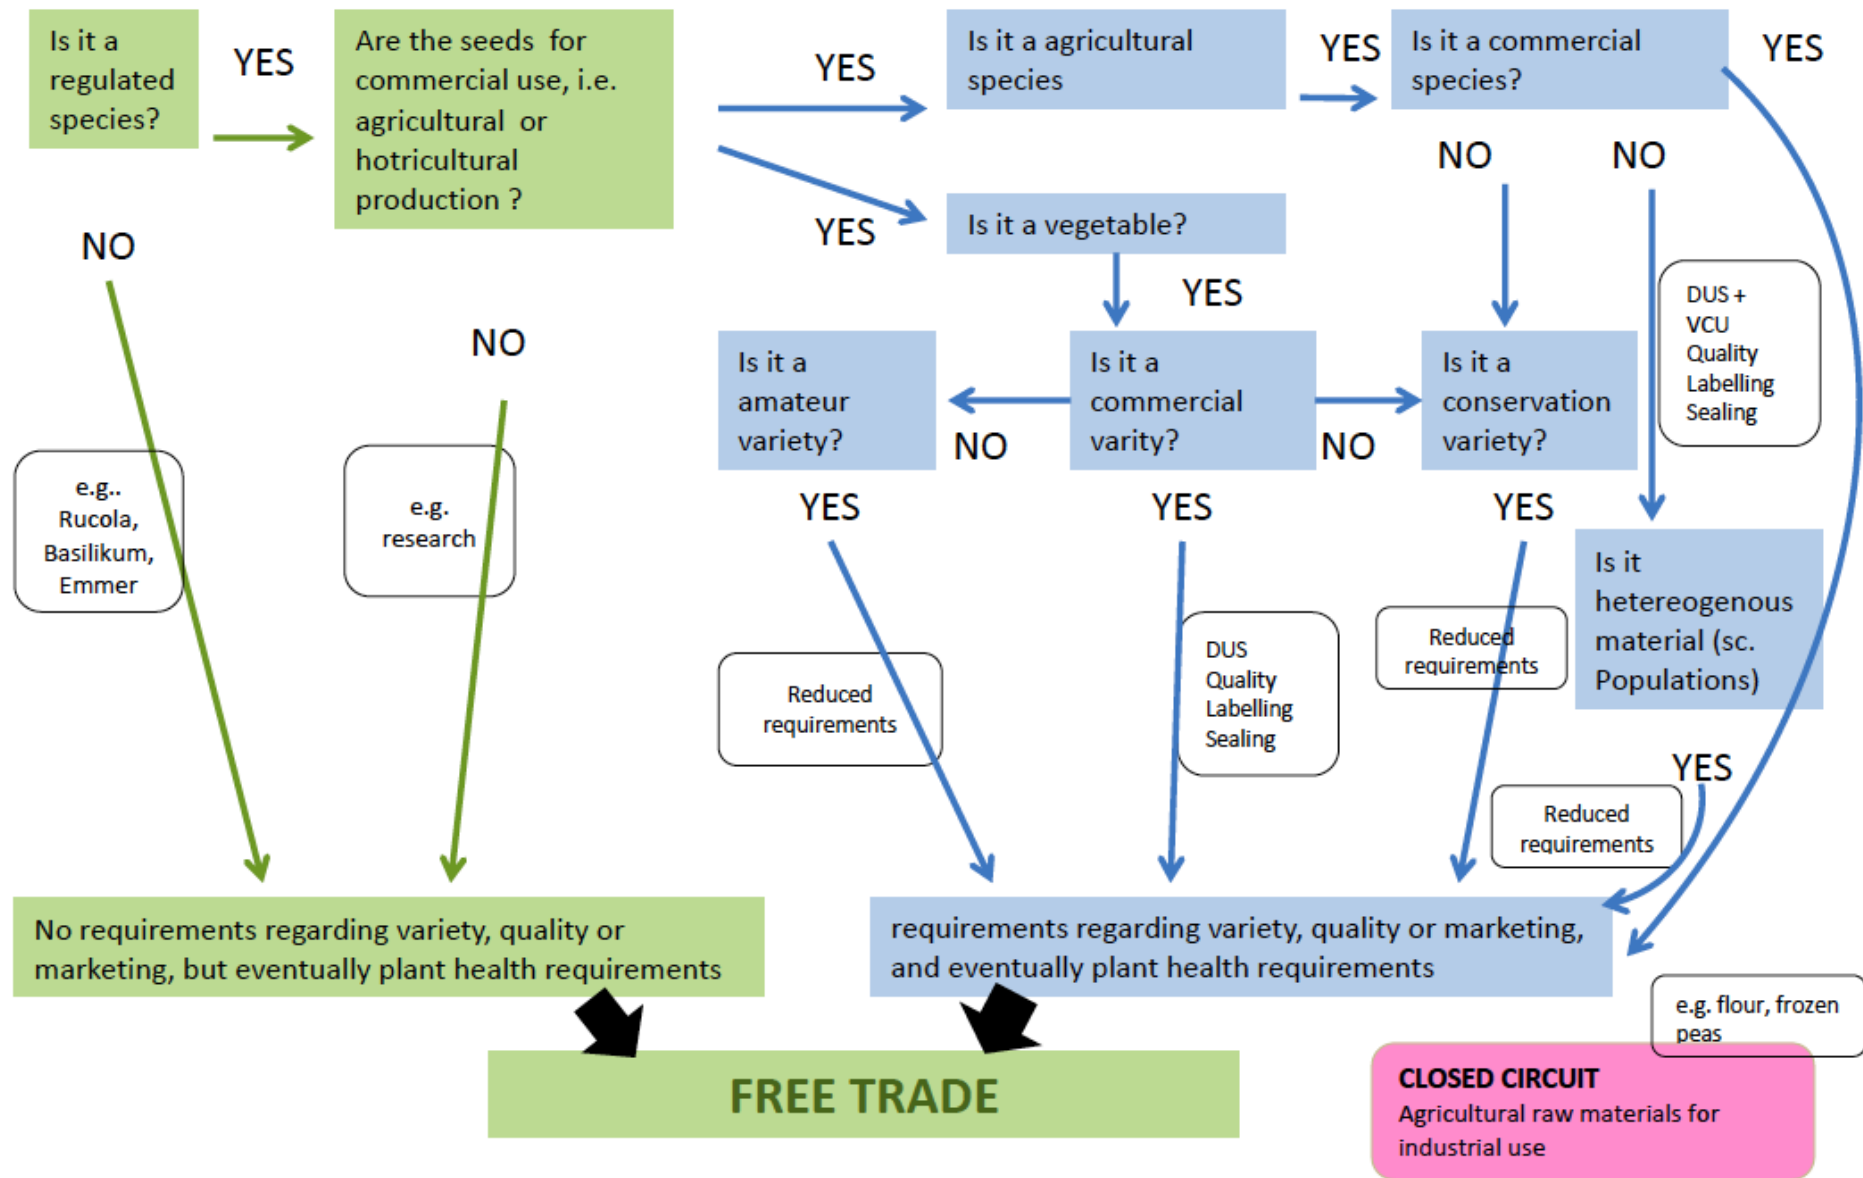 Is it a
regulated
species?
YES
Are the seeds  for
commercial use, i.e.
agricultural  or
hotricultural
production ?
YES
Is it a agricultural
species
YES
Is it a commercial
species?
YES
NO
NO
YES
Is it a vegetable?
NO
YES
DUS +
VCU
Quality
Labelling
Sealing
NO
Is it a
amateur
variety?
NO
Is it a
commercial
varity?
NO
Is it a
conservation
variety?
e.g..
Rucola,
Basilikum,
Emmer
e.g.
research
YES
YES
YES
Is it
hetereogenous
material (sc.
Populations)
Reduced
requirements
DUS
Quality
Labelling
Sealing
Reduced
requirements
YES
Reduced
requirements
No requirements regarding variety, quality or
marketing, but eventually plant health requirements
requirements regarding variety, quality or marketing,
and eventually plant health requirements
e.g. flour, frozen
peas
FREE TRADE
CLOSED CIRCUIT
Agricultural raw materials for
industrial use